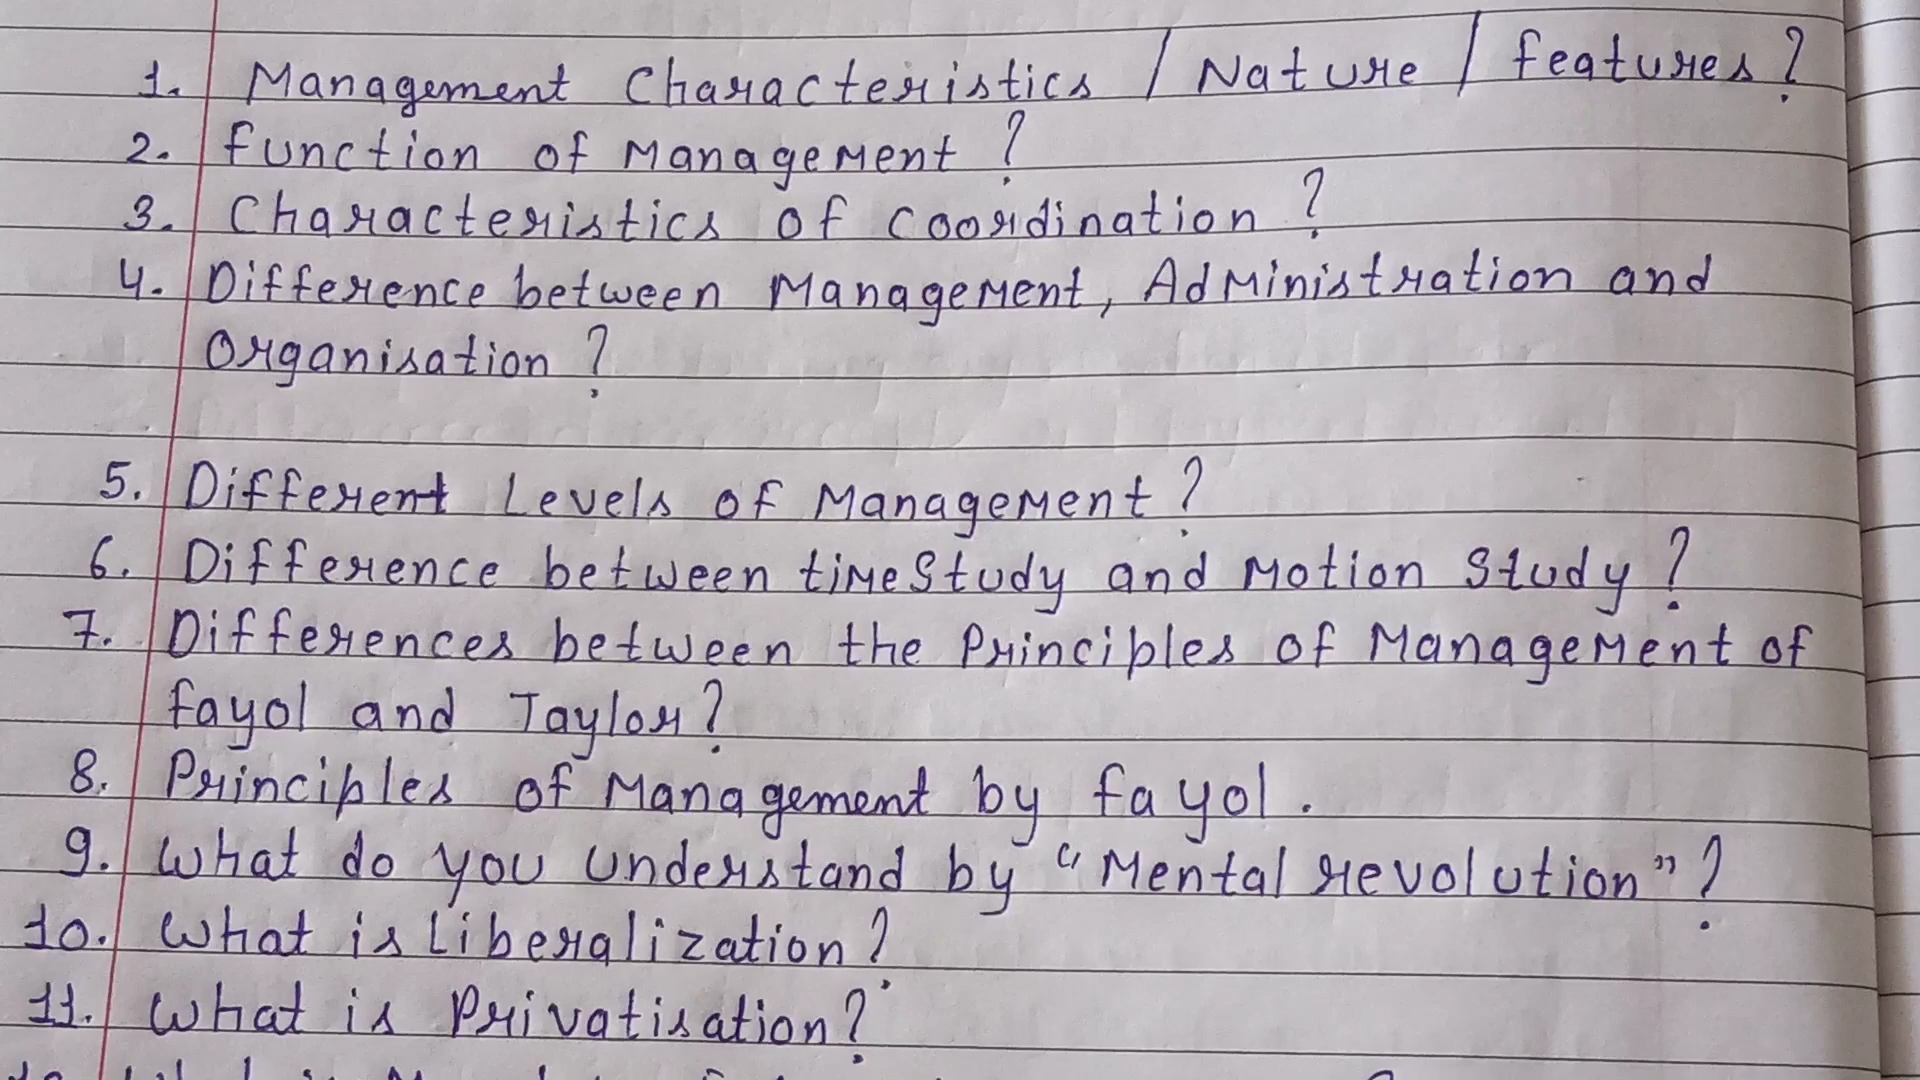 1. Management Characteristics / Nature / features?
2. function of Management?
3. Characteristics of coordination?
4. Difference between Management, Administration and
Organisation?
5. Different Levels of Management?
6. Difference between time Study and Motion Study?
7. Differences between the Principles of Management of
fayol and Taylor?
8. Principles of Management by fayol.
9. What do you understand by "Mental revolution"?
10. What is Liberalization?
11. What is Privatisation?